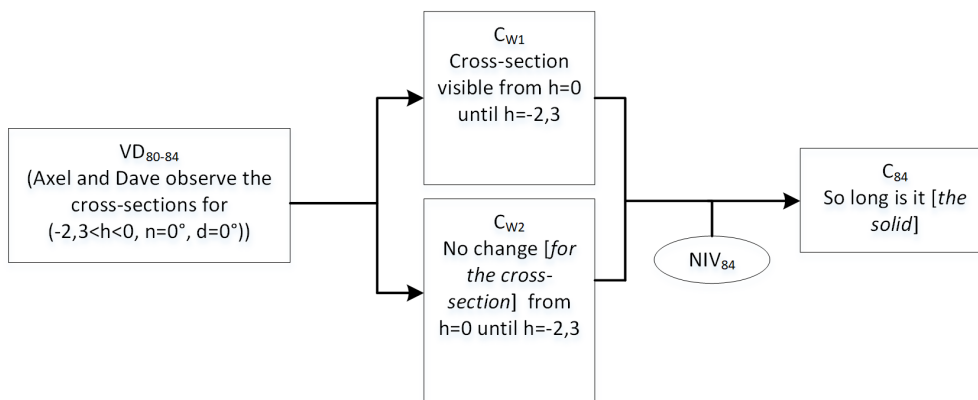 VD80-84
(Axel and Dave observe the
cross-sections for
(-2,3<h<0, n=0°, d=0°))
CW1
Cross-section
visible from h=0
until h=-2,3
CW2
No change [for
the cross-
section] from
h=0 until h=-2,3
NIV84
C84
So long is it [the
solid]